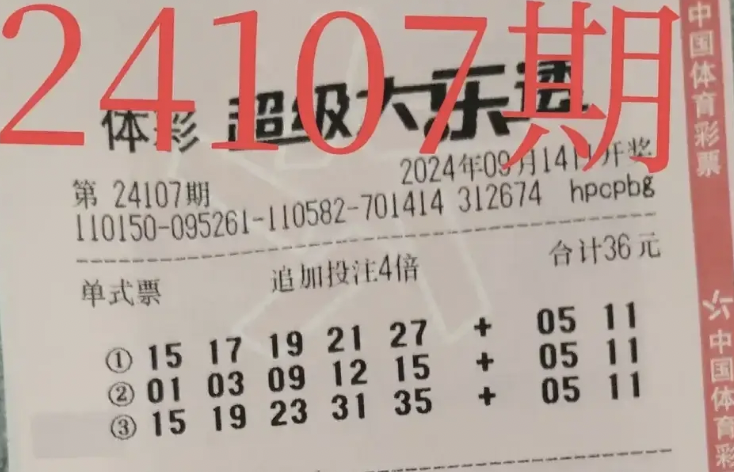 24107期
体彩 超级大乐透
2024年09月14日开奖
第 24107期
110150-095261-110582-701414 312674 hpcpbg
合计36元
单式票 追加投注4倍
① 15 17 19 21 27 + 05 11
② 01 03 09 12 15 + 05 11
③ 15 19 23 31 35 + 05 11
中国体育彩票
中国体育彩